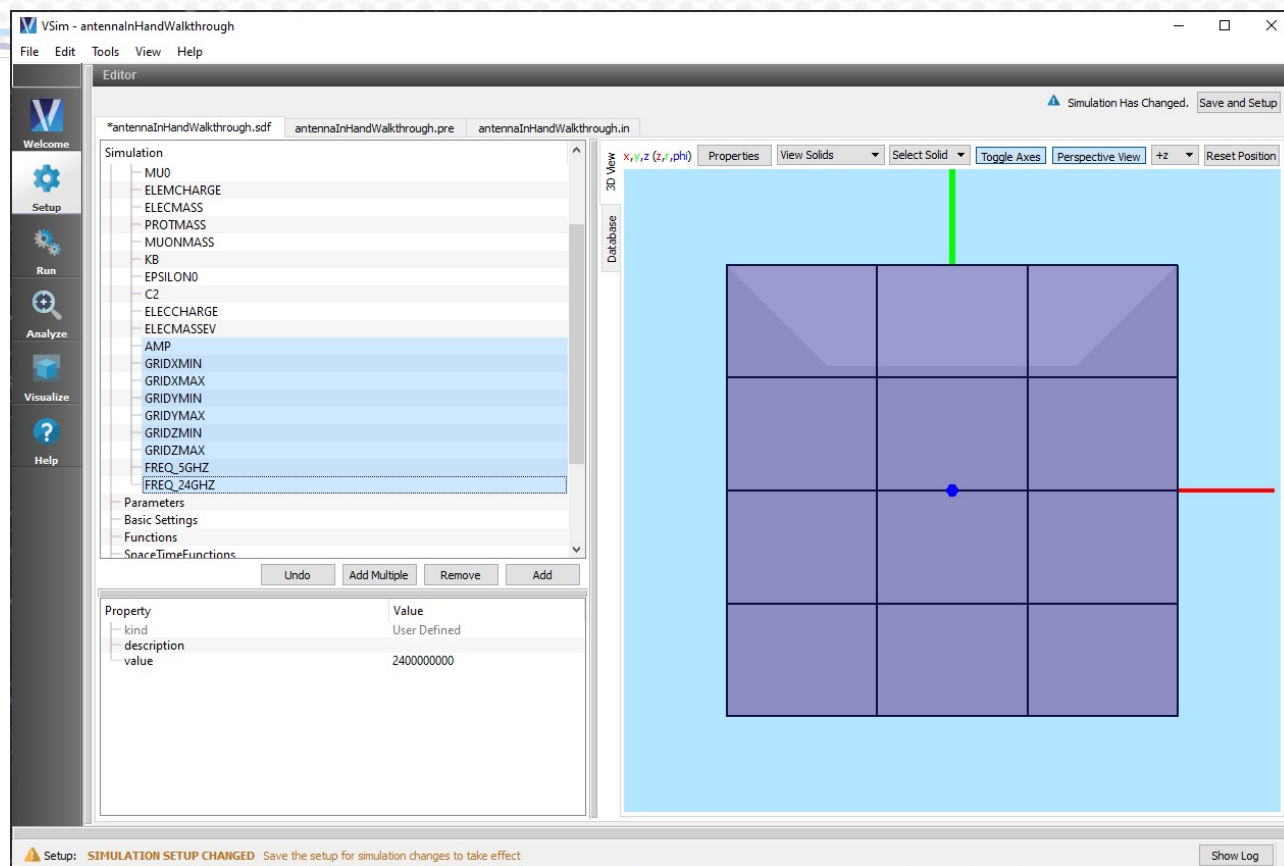 VSim - antennaInHandWalkthrough
File Edit Tools View Help
Editor
Simulation Has Changed. Save and Setup
Welcome
Setup
Run
Analyze
Visualize
Help
*antennaInHandWalkthrough.sdf antennaInHandWalkthrough.pre antennaInHandWalkthrough.in
Simulation
MU0
ELEMCHARGE
ELECMASS
PROTMASS
MUONMASS
KB
EPSILON0
C2
ELECCHARGE
ELECMASSEV
AMP
GRIDXMIN
GRIDXMAX
GRIDYMIN
GRIDYMAX
GRIDZMIN
GRIDZMAX
FREQ_5GHZ
FREQ_24GHZ
Parameters
Basic Settings
Functions
SpaceTimeFunctions
Undo Add Multiple Remove Add
Property Value
kind User Defined
description
value 2400000000
3D View
Database
x,y,z (z,r,phi) Properties View Solids Select Solid Toggle Axes Perspective View +z Reset Position
Setup: SIMULATION SETUP CHANGED Save the setup for simulation changes to take effect
Show Log